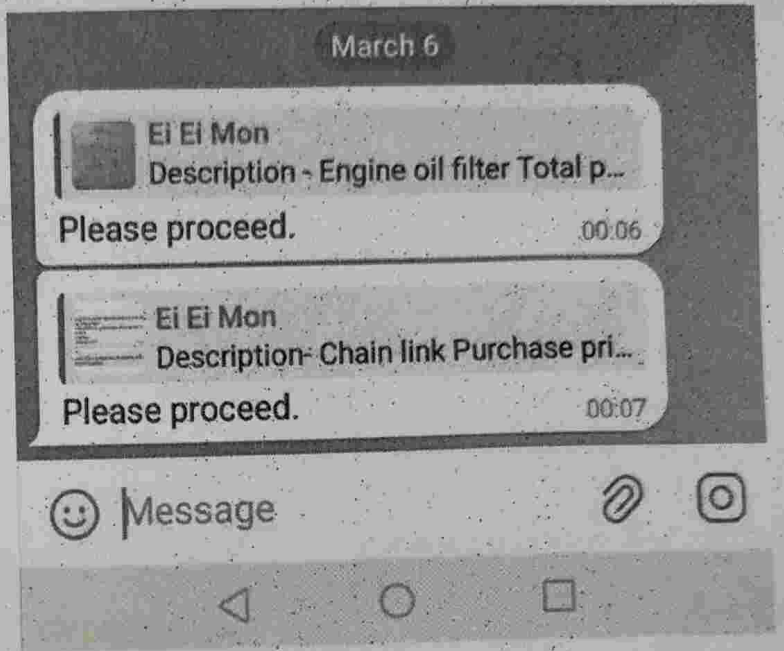 March 6
Ei Ei Mon
Description - Engine oil filter Total p...
Please proceed.
00:06
Ei Ei Mon
Description- Chain link Purchase pri...
Please proceed.
00:07
Message